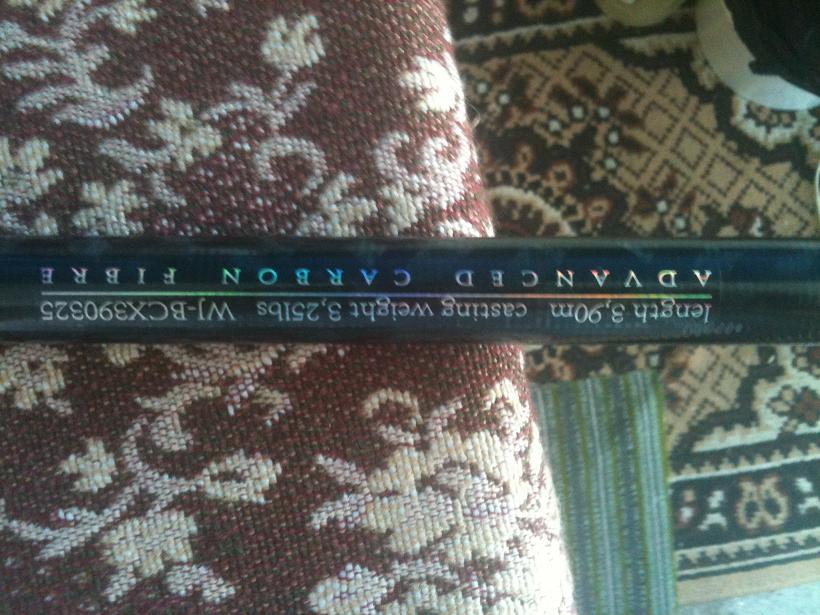 ADVANCED CARBON FIBRE
length 3,90m casting weight 3,25lbs WJ-BCX390325